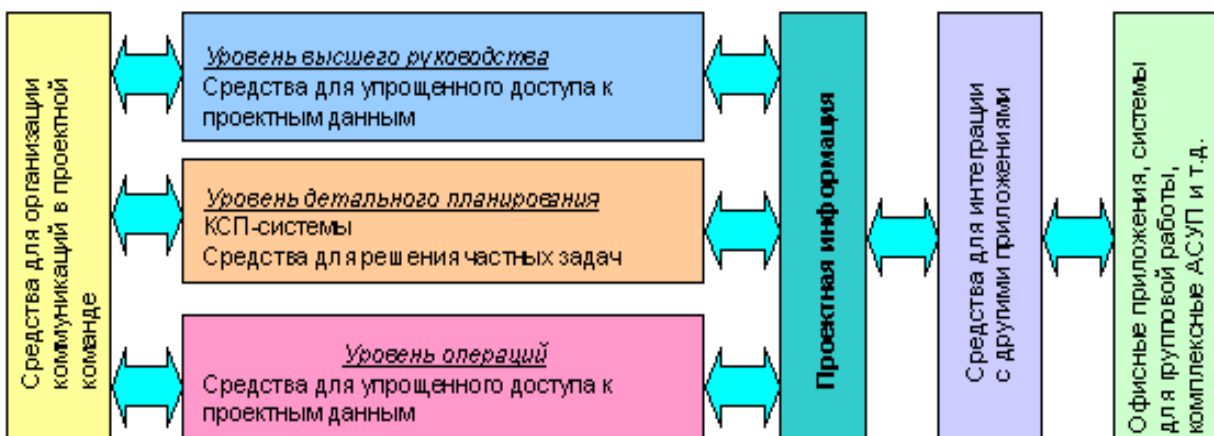 Средства для организации
коммуникаций в проектной
команде
Уровень высшего руководства
Средства для упрощенного доступа к
проектным данным
Уровень детального планирования
КСП-системы
Средства для решения частных задач
Уровень операций
Средства для упрощенного доступа к
проектным данным
Проектная информация
Средства для интеграции
с другими приложениями
Офисные приложения, системы
для групповой работы,
комплексные АСУП и т.д.